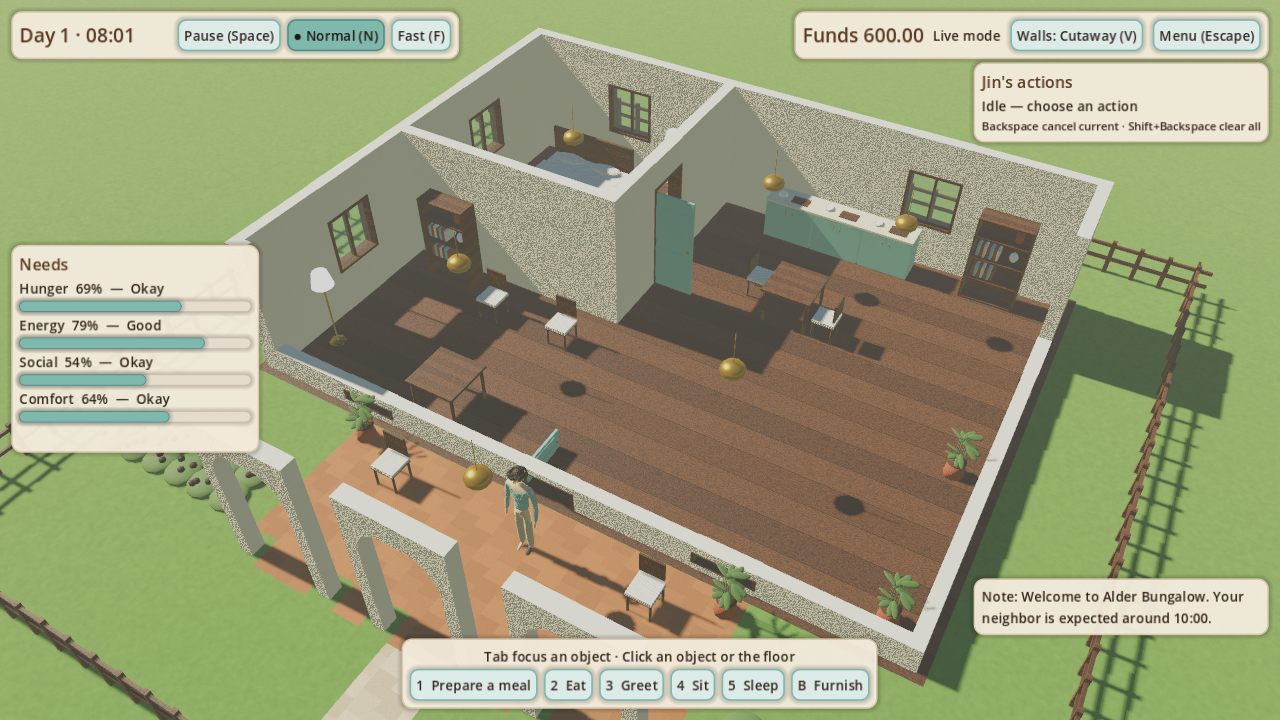 Day 1 · 08:01
Pause (Space)
● Normal (N)
Fast (F)
Funds 600.00
Live mode
Walls: Cutaway (V)
Menu (Escape)
Jin's actions
Idle — choose an action
Backspace cancel current · Shift+Backspace clear all
Needs
Hunger 69% — Okay
Energy 79% — Good
Social 54% — Okay
Comfort 64% — Okay
Note: Welcome to Alder Bungalow. Your
neighbor is expected around 10:00.
Tab focus an object · Click an object or the floor
1 Prepare a meal
2 Eat
3 Greet
4 Sit
5 Sleep
B Furnish